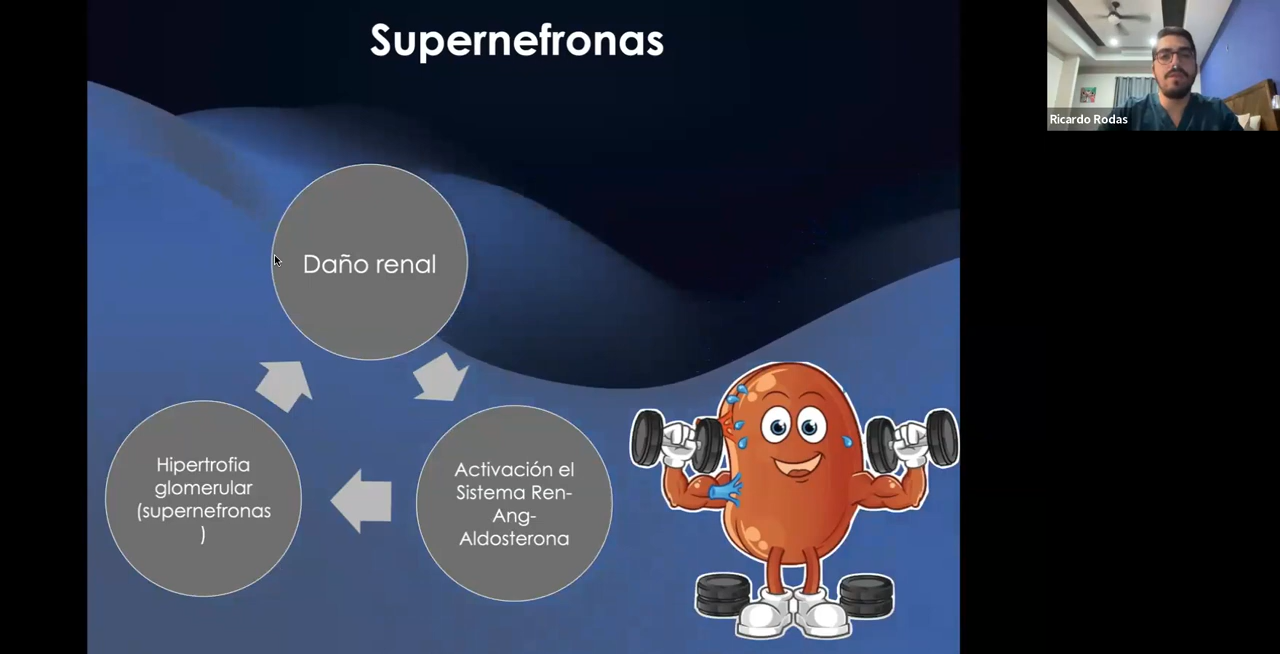 Supernefronas
Ricardo Rodas
Daño renal
Activación el
Sistema Ren-
Ang-
Aldosterona
Hipertrofia
glomerular
(supernefronas
)